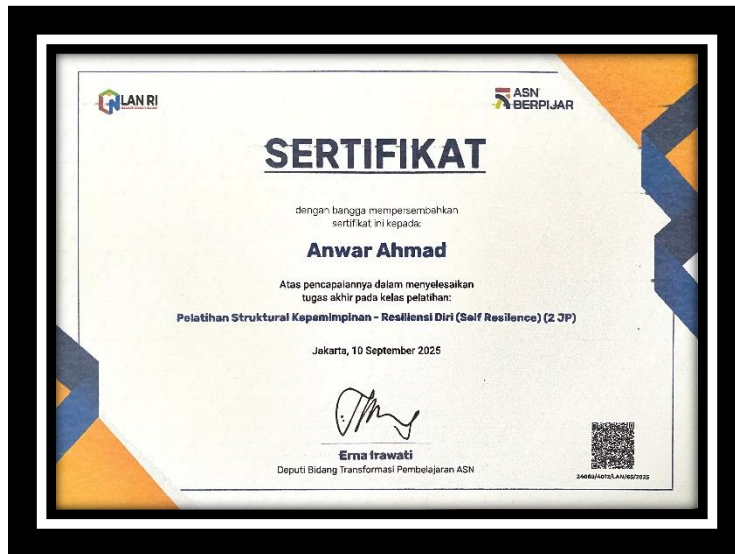 LAN RI
ASN
BERPIJAR
SERTIFIKAT
dengan bangga mempersembahkan
sertifikat ini kepada:
Anwar Ahmad
Atas pencapaiannya dalam menyelesaikan
tugas akhir pada kelas pelatihan:
Pelatihan Struktural Kepemimpinan - Resiliensi Diri (Self Resilence) (2 JP)
Jakarta, 10 September 2025
Erna Irawati
Deputi Bidang Transformasi Pembelajaran ASN